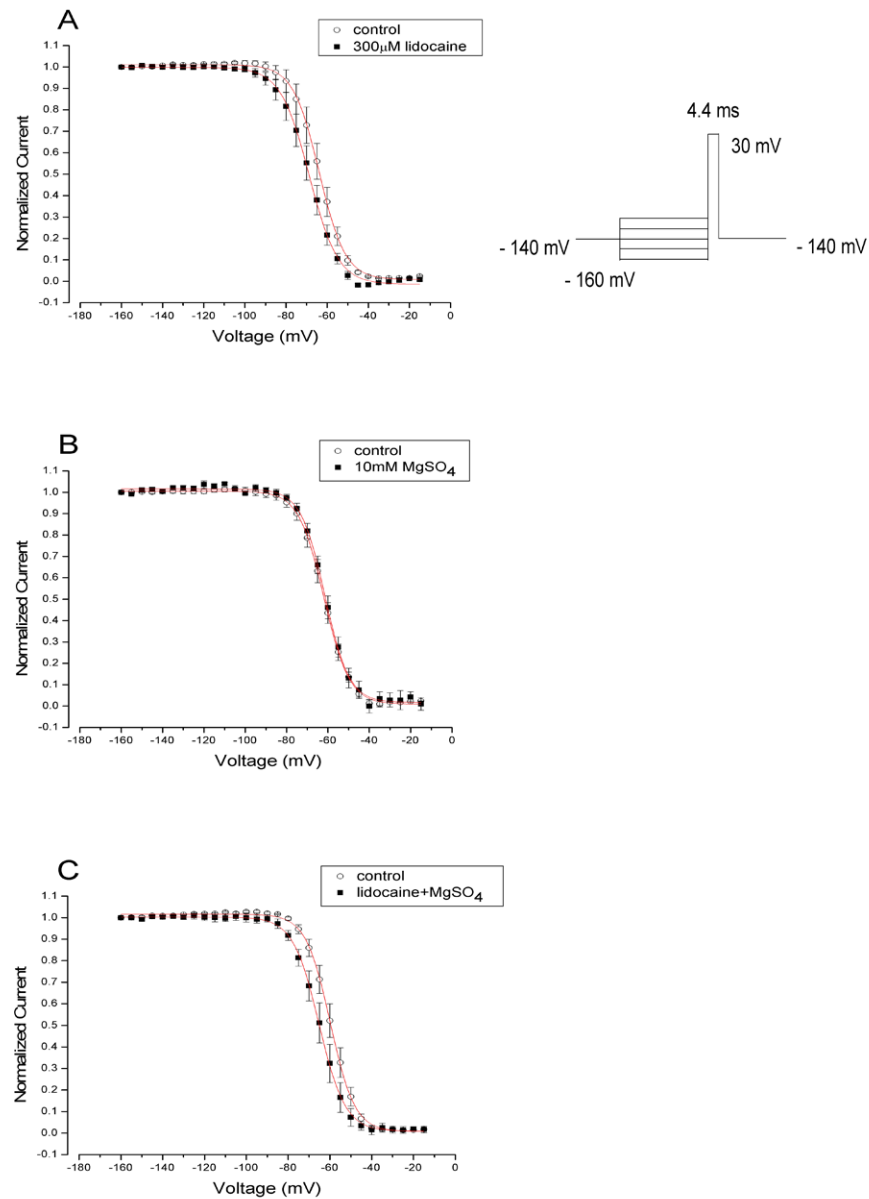 A
control
300µM lidocaine
1.1
1.0
0.9
0.8
0.7
0.6
0.5
0.4
0.3
0.2
0.1
0.0
-0.1
Normalized Current
-180 -160 -140 -120 -100 -80 -60 -40 -20 0
Voltage (mV)
4.4 ms
30 mV
- 140 mV
- 140 mV
- 160 mV
B
control
10mM MgSO4
1.1
1.0
0.9
0.8
0.7
0.6
0.5
0.4
0.3
0.2
0.1
0.0
-0.1
Normalized Current
-180 -160 -140 -120 -100 -80 -60 -40 -20 0
Voltage (mV)
C
control
lidocaine+MgSO4
1.1
1.0
0.9
0.8
0.7
0.6
0.5
0.4
0.3
0.2
0.1
0.0
-0.1
Normalized Current
-180 -160 -140 -120 -100 -80 -60 -40 -20 0
Voltage (mV)